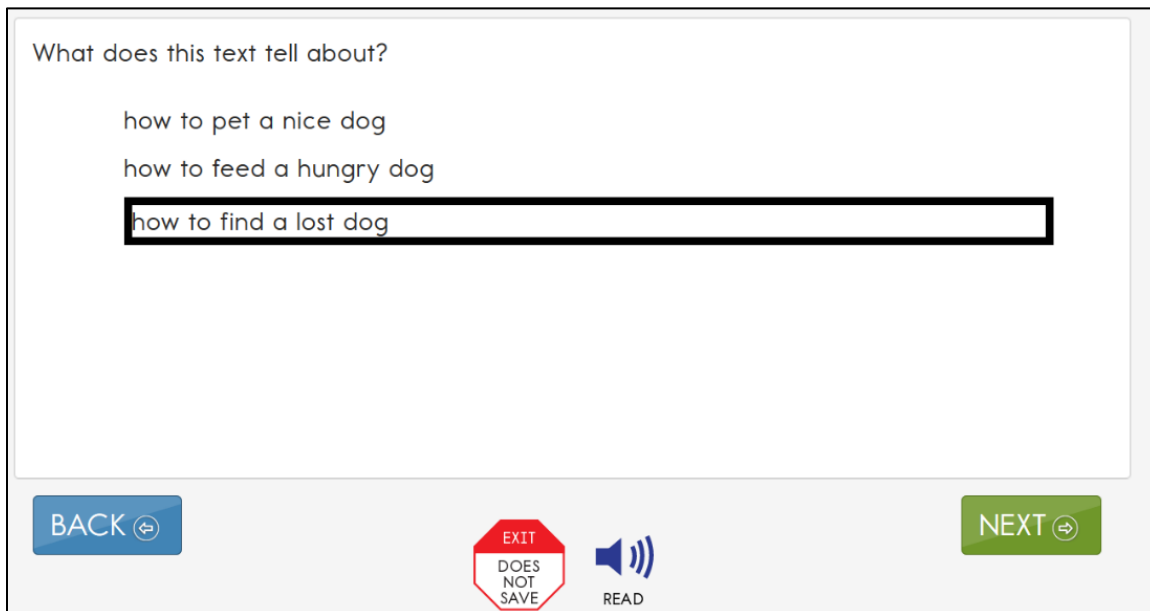 What does this text tell about?
how to pet a nice dog
how to feed a hungry dog
how to find a lost dog
BACK
EXIT
DOES
NOT
SAVE
READ
NEXT